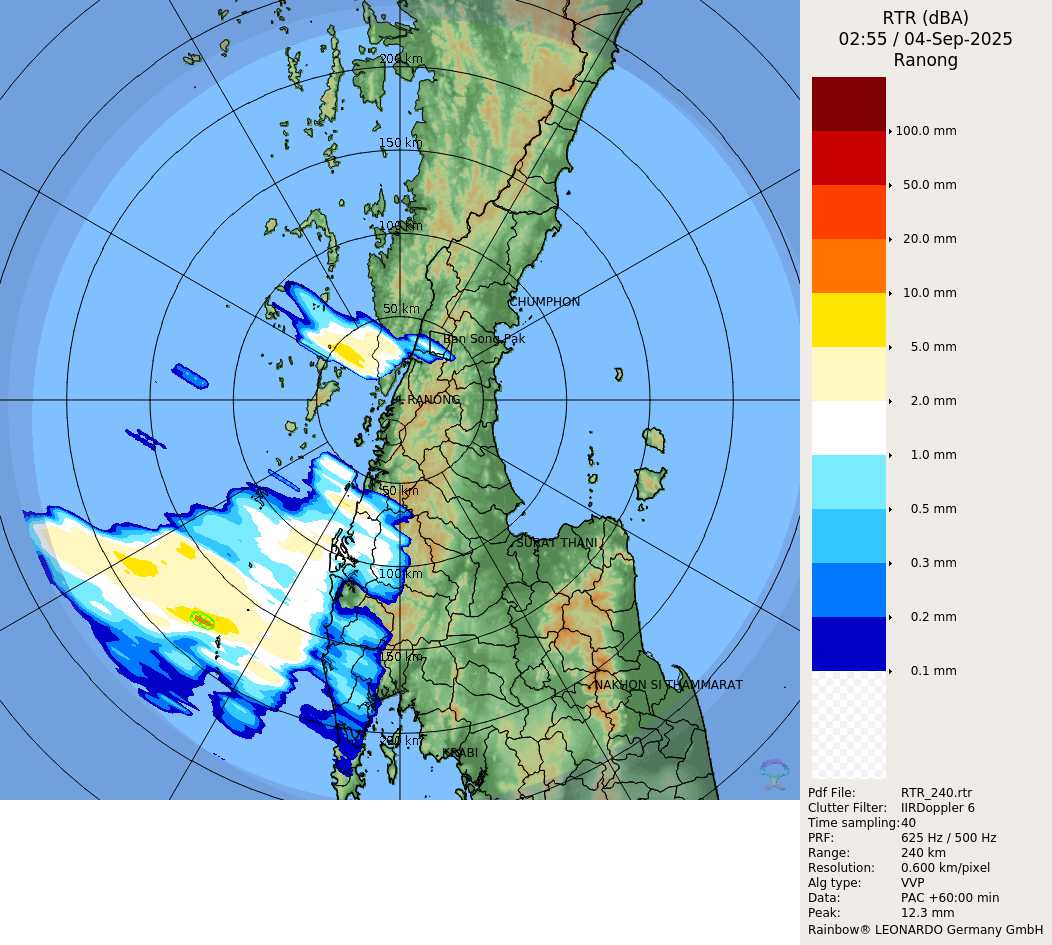 RTR (dBA)
02:55 / 04-Sep-2025
Ranong
200 km
150 km
100 km
50 km
CHUMPHON
Ban Song Pak
RANONG
50 km
SURAT THANI
100 km
150 km
NAKHON SI THAMMARAT
200 km
KRABI
100.0 mm
50.0 mm
20.0 mm
10.0 mm
5.0 mm
2.0 mm
1.0 mm
0.5 mm
0.3 mm
0.2 mm
0.1 mm
Pdf File: RTR_240.rtr
Clutter Filter: IIRDoppler 6
Time sampling:40
PRF: 625 Hz / 500 Hz
Range: 240 km
Resolution: 0.600 km/pixel
Alg type: VVP
Data: PAC +60:00 min
Peak: 12.3 mm
Rainbow® LEONARDO Germany GmbH